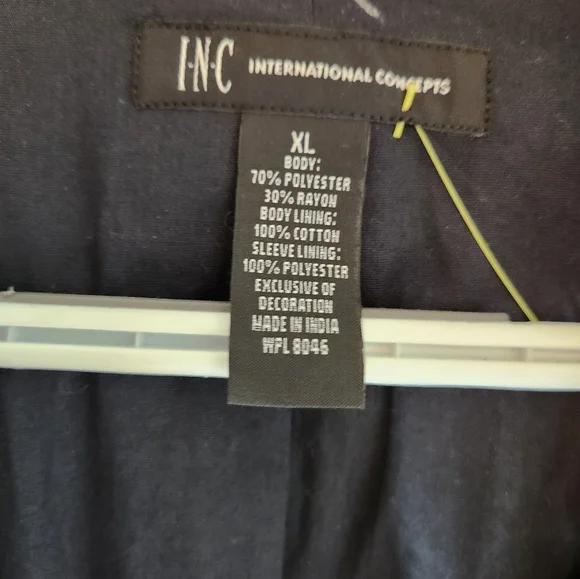 I·N·C INTERNATIONAL CONCEPTS
XL
BODY:
70% POLYESTER
30% RAYON
BODY LINING:
100% COTTON
SLEEVE LINING:
100% POLYESTER
EXCLUSIVE OF
DECORATION
MADE IN INDIA
WPL 8046